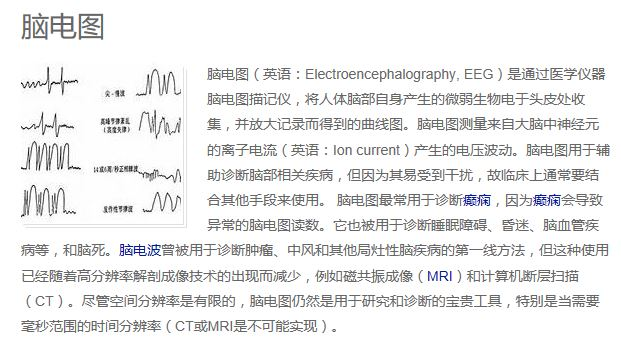 脑电图
脑电图（英语：Electroencephalography, EEG）是通过医学仪器
脑电图描记仪，将人体脑部自身产生的微弱生物电于头皮处收
集，并放大记录而得到的曲线图。脑电图测量来自大脑中神经元
的离子电流（英语：Ion current）产生的电压波动。脑电图用于辅
助诊断脑部相关疾病，但因为其易受到干扰，故临床上通常要结
合其他手段来使用。 脑电图最常用于诊断癫痫，因为癫痫会导致
异常的脑电图读数。它也被用于诊断睡眠障碍、昏迷、脑血管疾
病等，和脑死。脑电波曾被用于诊断肿瘤、中风和其他局灶性脑疾病的第一线方法，但这种使用
已经随着高分辨率解剖成像技术的出现而减少，例如磁共振成像（MRI）和计算机断层扫描
（CT）。尽管空间分辨率是有限的，脑电图仍然是用于研究和诊断的宝贵工具，特别是当需要
毫秒范围的时间分辨率（CT或MRI是不可能实现）。
尖-慢波
高峰节律紊乱
14或6周/秒正相棘波
发作性节律波